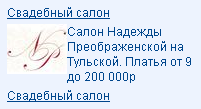 Свадебный салон
Салон Надежды
Преображенской на
Тульской. Платья от 9
до 200 000р
Свадебный салон